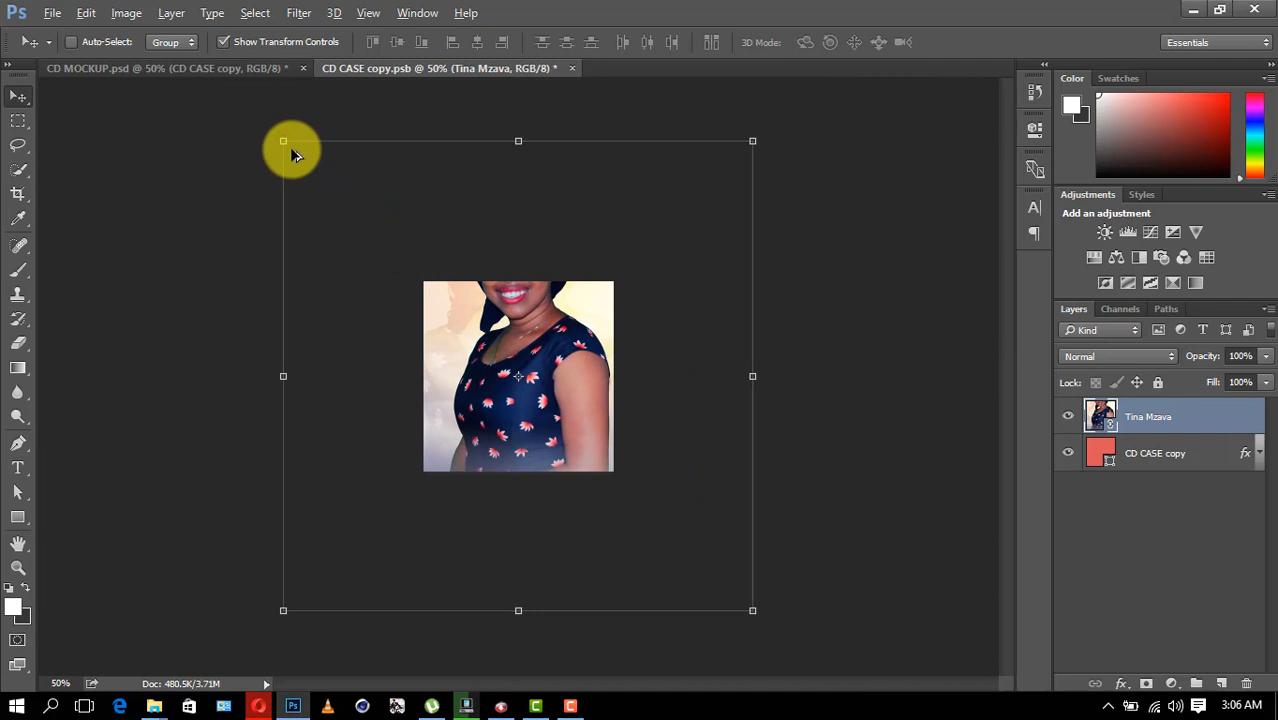 Ps File Edit Image Layer Type Select Filter 3D View Window Help
Auto-Select: Group Show Transform Controls 3D Mode: Essentials
CD MOCKUP.psd @ 50% (CD CASE copy, RGB/8) * × CD CASE copy.psb @ 50% (Tina Mzava, RGB/8) * ×
Color Swatches
Adjustments Styles
Add an adjustment
Layers Channels Paths
Kind
Normal Opacity: 100%
Lock: Fill: 100%
Tina Mzava
CD CASE copy fx
50% Doc: 480.5K/3.71M
3:06 AM